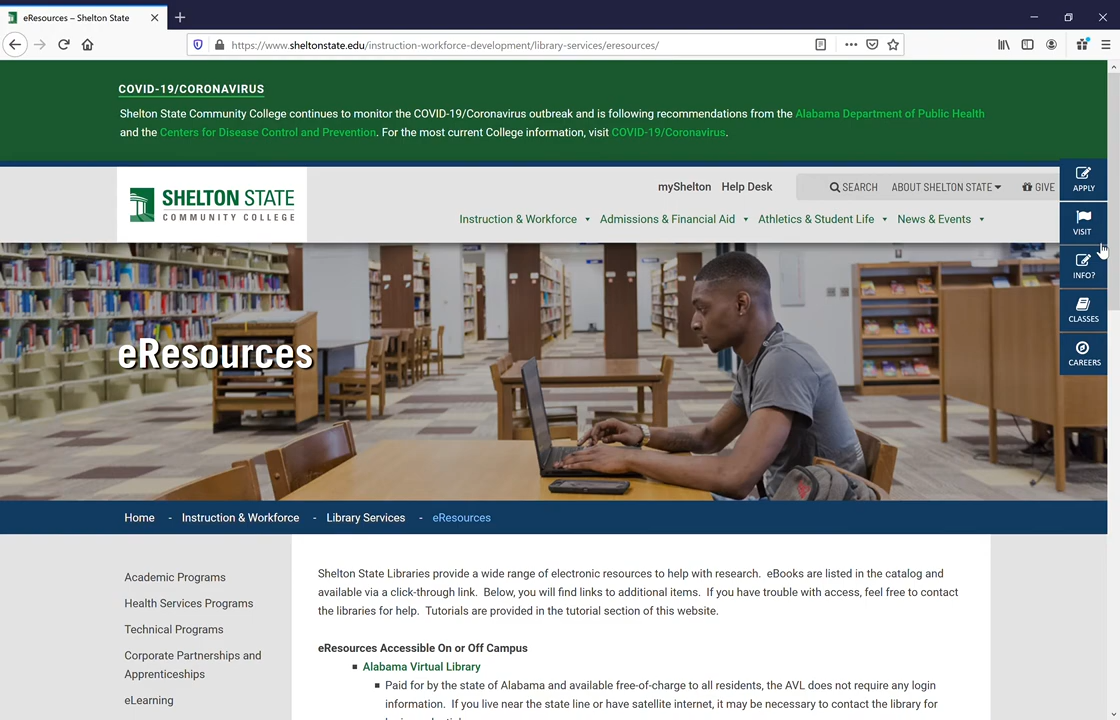 eResources – Shelton State
https://www.sheltonstate.edu/instruction-workforce-development/library-services/eresources/
COVID-19/CORONAVIRUS
Shelton State Community College continues to monitor the COVID-19/Coronavirus outbreak and is following recommendations from the Alabama Department of Public Health
and the Centers for Disease Control and Prevention. For the most current College information, visit COVID-19/Coronavirus.
SHELTON STATE
COMMUNITY COLLEGE
myShelton Help Desk SEARCH ABOUT SHELTON STATE GIVE
Instruction & Workforce Admissions & Financial Aid Athletics & Student Life News & Events
APPLY
VISIT
INFO?
CLASSES
CAREERS
eResources
Home - Instruction & Workforce - Library Services - eResources
Academic Programs
Health Services Programs
Technical Programs
Corporate Partnerships and
Apprenticeships
eLearning
Shelton State Libraries provide a wide range of electronic resources to help with research. eBooks are listed in the catalog and
available via a click-through link. Below, you will find links to additional items. If you have trouble with access, feel free to contact
the libraries for help. Tutorials are provided in the tutorial section of this website.
eResources Accessible On or Off Campus
Alabama Virtual Library
Paid for by the state of Alabama and available free-of-charge to all residents, the AVL does not require any login
information. If you live near the state line or have satellite internet, it may be necessary to contact the library for